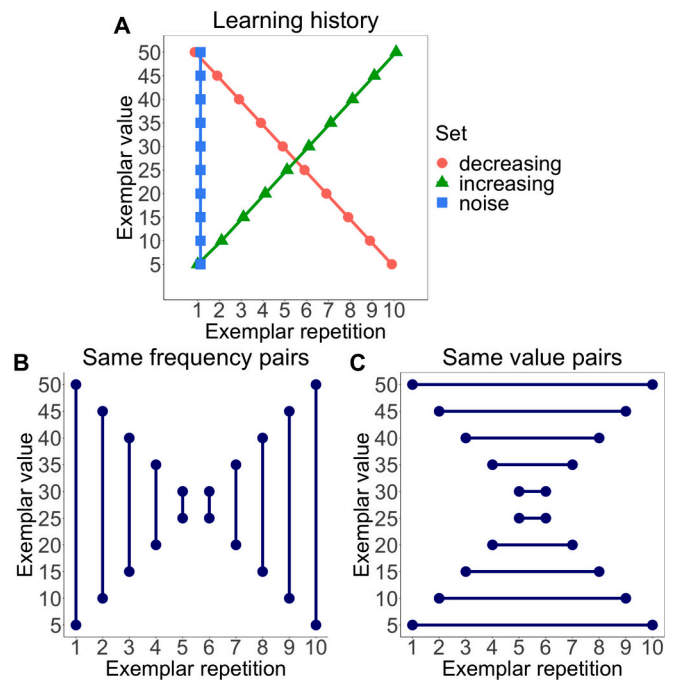 A
Learning history
Exemplar value
50
45
40
35
30
25
20
15
10
5
1 2 3 4 5 6 7 8 9 10
Exemplar repetition
Set
decreasing
increasing
noise
B
Same frequency pairs
Exemplar value
50
45
40
35
30
25
20
15
10
5
1 2 3 4 5 6 7 8 9 10
Exemplar repetition
C
Same value pairs
Exemplar value
50
45
40
35
30
25
20
15
10
5
1 2 3 4 5 6 7 8 9 10
Exemplar repetition